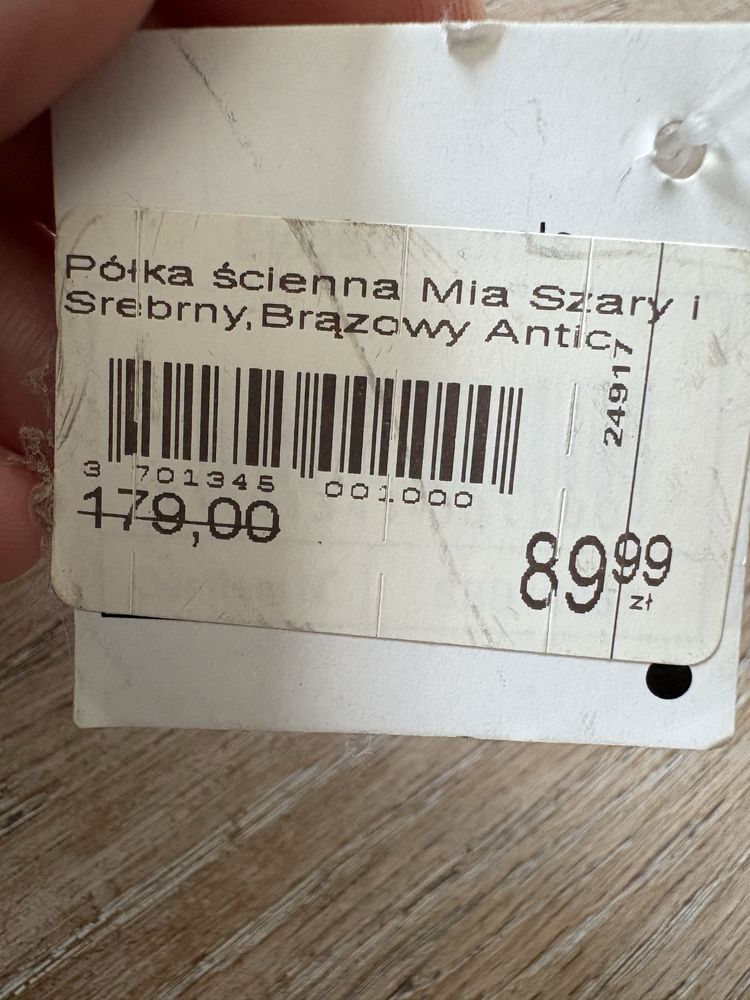 Półka ścienna Mia Szary i
Srebrny,Brązowy Antic,
24917
3 701345 001000
179,00
8999
zł